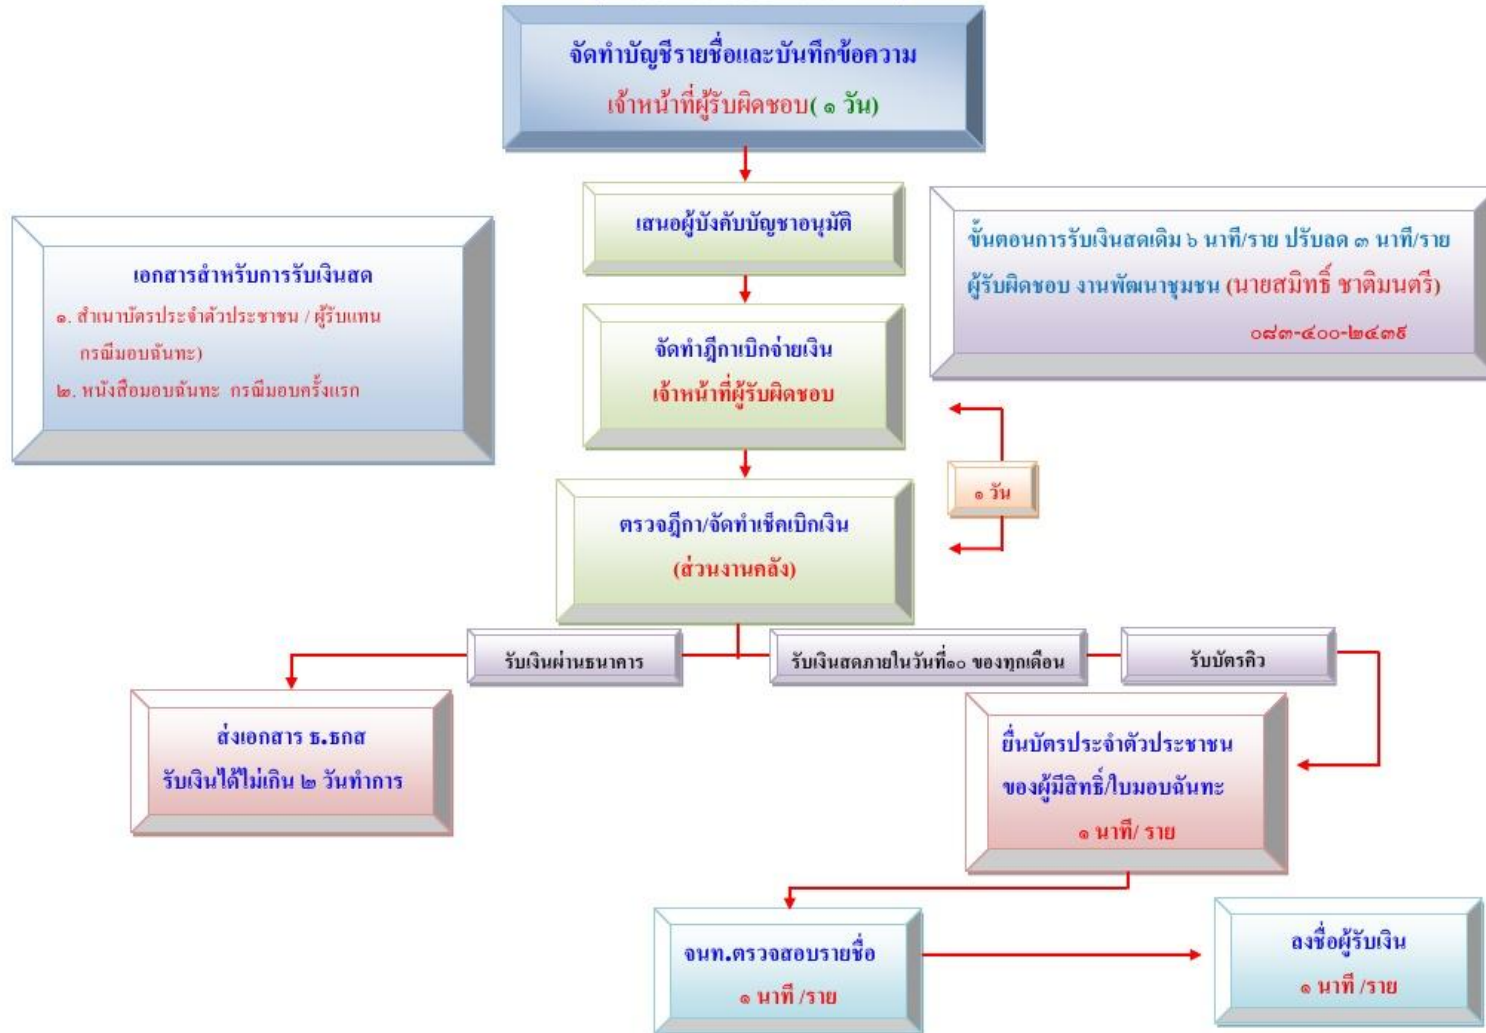 จัดทำบัญชีรายชื่อและบันทึกข้อความ
เจ้าหน้าที่ผู้รับผิดชอบ( ๑ วัน)
เสนอผู้บังคับบัญชาอนุมัติ
ขั้นตอนการรับเงินสดเดิม ๖ นาที/ราย ปรับลด ๓ นาที/ราย
ผู้รับผิดชอบ งานพัฒนาชุมชน (นายสมิทธิ์ ชาติมนตรี)
๐๘๓-๔๐๐-๒๔๓๙
เอกสารสำหรับการรับเงินสด
๑. สำเนาบัตรประจำตัวประชาชน / ผู้รับแทน
กรณีมอบฉันทะ)
๒. หนังสือมอบฉันทะ กรณีมอบครั้งแรก
จัดทำฎีกาเบิกจ่ายเงิน
เจ้าหน้าที่ผู้รับผิดชอบ
๑ วัน
ตรวจฎีกา/จัดทำเช็คเบิกเงิน
(ส่วนงานคลัง)
รับเงินผ่านธนาคาร
รับเงินสดภายในวันที่๑๐ ของทุกเดือน
รับบัตรคิว
ส่งเอกสาร ธ.ธกส
รับเงินได้ไม่เกิน ๒ วันทำการ
ยื่นบัตรประจำตัวประชาชน
ของผู้มีสิทธิ์/ใบมอบฉันทะ
๑ นาที/ ราย
จนท.ตรวจสอบรายชื่อ
๑ นาที /ราย
ลงชื่อผู้รับเงิน
๑ นาที /ราย